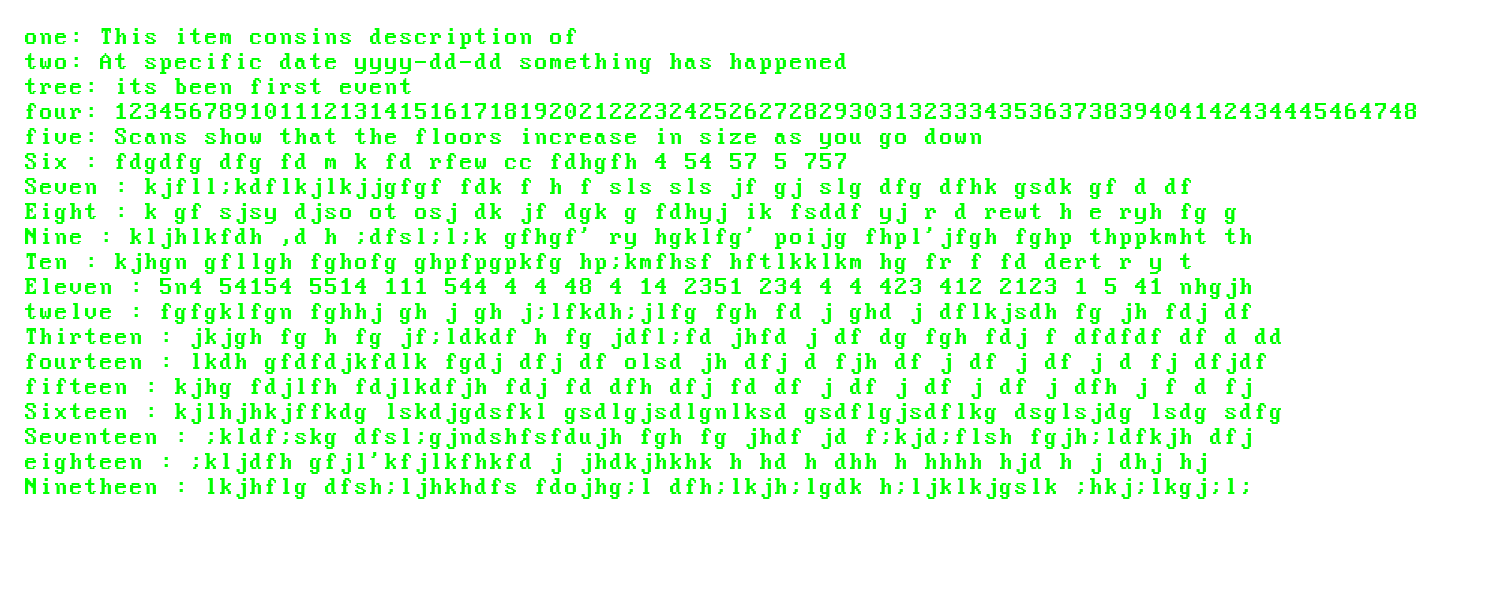 one: This item consins description of
two: At specific date yyyy-dd-dd something has happened
tree: its been first event
four: 123456789101112131415161718192021222324252627282930313233343536373839404142434445464748
five: Scans show that the floors increase in size as you go down
Six : fdgdfg dfg fd m k fd rfew cc fdhgfh 4 54 57 5 757
Seven : kjfll;kdflkjlkjjgfgf fdk f h f sls sls jf gj slg dfg dfhk gsdk gf d df
Eight : k gf sjsy djso ot osj dk jf dgk g fdhyj ik fsddf yj r d rewt h e ryh fg g
Nine : kljhlkfdh ,d h ;dfsl;l;k gfhgf' ry hgklfg' poijg fhpl'jfgh fghp thppkmht th
Ten : kjhgn gfllgh fghofg ghpfpgpkfg hp;kmfhsf hftlkklkm hg fr f fd dert r y t
Eleven : 5n4 54154 5514 111 544 4 4 48 4 14 2351 234 4 4 423 412 2123 1 5 41 nhgjh
twelve : fgfgklfgn fghhj gh j gh j;lfkdh;jlfg fgh fd j ghd j dflkjsdh fg jh fdj df
Thirteen : jkjgh fg h fg jf;ldkdf h fg jdfl;fd jhfd j df dg fgh fdj f dfdfdf df d dd
fourteen : lkdh gfdfdjkfdlk fgdj dfj df olsd jh dfj d fjh df j df j df j d fj dfjdf
fifteen : kjhg fdjlfh fdjlkdfjh fdj fd dfh dfj fd df j df j df j df j dfh j f d fj
Sixteen : kjlhjhkjffkdg lskdjgdsfkl gsdlgjsdlgnlksd gsdflgjsdflkg dsglsjdg lsdg sdfg
Seventeen : ;kldf;skg dfsl;gjndshfsfdujh fgh fg jhdf jd f;kjd;flsh fgjh;ldfkjh dfj
eighteen : ;kljdfh gfjl'kfjlkfhkfd j jhdkjhkhk h hd h dhh h hhhh hjd h j dhj hj
Ninetheen : lkjhflg dfsh;ljhkhdfs fdojhg;l dfh;lkjh;lgdk h;ljklkjgslk ;hkj;lkgj;l;